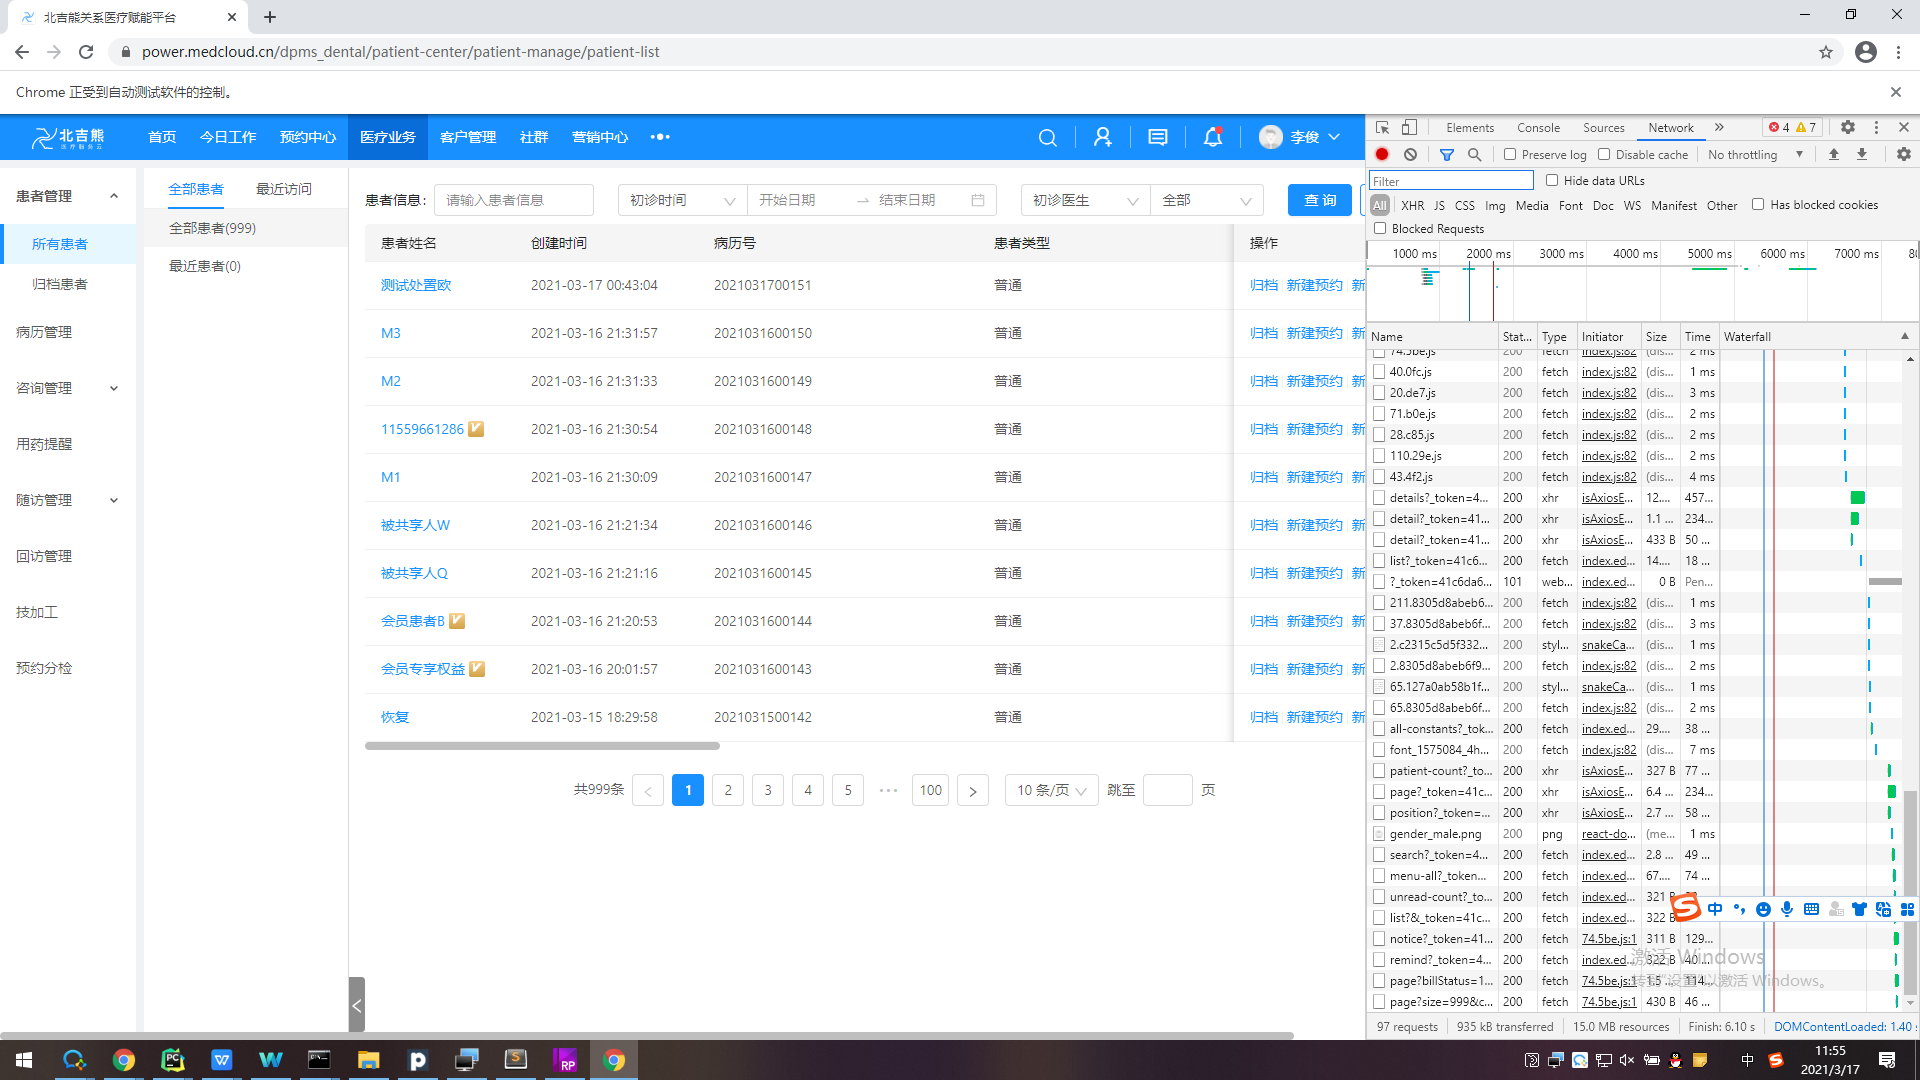 北吉熊关系医疗赋能平台
power.medcloud.cn/dpms_dental/patient-center/patient-manage/patient-list
Chrome 正受到自动测试软件的控制。
北吉熊
医疗服务云
首页 今日工作 预约中心 医疗业务 客户管理 社群 营销中心 •••
李俊
患者管理
所有患者
归档患者
病历管理
咨询管理
用药提醒
随访管理
回访管理
技加工
预约分检
全部患者 最近访问
全部患者(999)
最近患者(0)
患者信息: 请输入患者信息 初诊时间 开始日期 → 结束日期 初诊医生 全部 查 询
患者姓名 创建时间 病历号 患者类型 操作
测试处置欧 2021-03-17 00:43:04 2021031700151 普通 归档 新建预约 新
M3 2021-03-16 21:31:57 2021031600150 普通 归档 新建预约 新
M2 2021-03-16 21:31:33 2021031600149 普通 归档 新建预约 新
11559661286 2021-03-16 21:30:54 2021031600148 普通 归档 新建预约 新
M1 2021-03-16 21:30:09 2021031600147 普通 归档 新建预约 新
被共享人W 2021-03-16 21:21:34 2021031600146 普通 归档 新建预约 新
被共享人Q 2021-03-16 21:21:16 2021031600145 普通 归档 新建预约 新
会员患者B 2021-03-16 21:20:53 2021031600144 普通 归档 新建预约 新
会员专享权益 2021-03-16 20:01:57 2021031600143 普通 归档 新建预约 新
恢复 2021-03-15 18:29:58 2021031500142 普通 归档 新建预约 新
共999条 < 1 2 3 4 5 ••• 100 > 10 条/页 跳至 页
Elements Console Sources Network » 4 7
Preserve log Disable cache No throttling
Filter Hide data URLs
All XHR JS CSS Img Media Font Doc WS Manifest Other Has blocked cookies
Blocked Requests
1000 ms 2000 ms 3000 ms 4000 ms 5000 ms 6000 ms 7000 ms
Name Stat... Type Initiator Size Time Waterfall
74.5be.js 200 fetch index.js:82 (dis... 2 ms
40.0fc.js 200 fetch index.js:82 (dis... 1 ms
20.de7.js 200 fetch index.js:82 (dis... 3 ms
71.b0e.js 200 fetch index.js:82 (dis... 2 ms
28.c85.js 200 fetch index.js:82 (dis... 2 ms
110.29e.js 200 fetch index.js:82 (dis... 2 ms
43.4f2.js 200 fetch index.js:82 (dis... 4 ms
details?_token=4... 200 xhr isAxiosE... 12.... 457...
detail?_token=41... 200 xhr isAxiosE... 1.1 ... 234...
detail?_token=41... 200 xhr isAxiosE... 433 B 50 ...
list?_token=41c6... 200 fetch index.ed... 14.... 18 ...
?_token=41c6da6... 101 web... index.ed... 0 B Pen...
211.8305d8abeb6... 200 fetch index.js:82 (dis... 1 ms
37.8305d8abeb6f... 200 fetch index.js:82 (dis... 3 ms
2.c2315c5d5f332... 200 styl... snakeCa... (dis... 1 ms
2.8305d8abeb6f9... 200 fetch index.js:82 (dis... 2 ms
65.127a0ab58b1f... 200 styl... snakeCa... (dis... 1 ms
65.8305d8abeb6f... 200 fetch index.js:82 (dis... 2 ms
all-constants?_tok... 200 fetch index.ed... 29.... 38 ...
font_1575084_4h... 200 fetch index.js:82 (dis... 7 ms
patient-count?_to... 200 xhr isAxiosE... 327 B 77 ...
page?_token=41c... 200 xhr isAxiosE... 6.4 ... 234...
position?_token=... 200 xhr isAxiosE... 2.7 ... 58 ...
gender_male.png 200 png react-do... (me... 1 ms
search?_token=4... 200 fetch index.ed... 2.8 ... 49 ...
menu-all?_token... 200 fetch index.ed... 67.... 74 ...
unread-count?_to... 200 fetch index.ed... 321 B
list?&_token=41c... 200 fetch index.ed... 322 B
notice?_token=41... 200 fetch 74.5be.js:1 311 B 129...
remind?_token=4... 200 fetch index.ed... 322 B 40 ...
page?billStatus=1... 200 fetch 74.5be.js:1 1.5 ... 114...
page?size=999&c... 200 fetch 74.5be.js:1 430 B 46 ...
中
激活 Windows
转到"设置"以激活 Windows。
97 requests 935 kB transferred 15.0 MB resources Finish: 6.10 s DOMContentLoaded: 1.40
中
11:55
2021/3/17